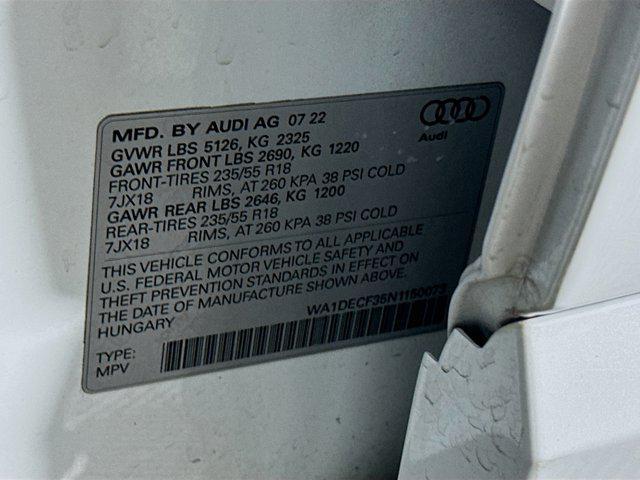 MFD. BY AUDI AG 07 22
Audi
GVWR LBS 5126, KG 2325
GAWR FRONT LBS 2690, KG 1220
FRONT-TIRES 235/55 R18
7JX18 RIMS, AT 260 KPA 38 PSI COLD
GAWR REAR LBS 2646, KG 1200
REAR-TIRES 235/55 R18
7JX18 RIMS, AT 260 KPA 38 PSI COLD
THIS VEHICLE CONFORMS TO ALL APPLICABLE
U.S. FEDERAL MOTOR VEHICLE SAFETY AND
THEFT PREVENTION STANDARDS IN EFFECT ON
THE DATE OF MANUFACTURE SHOWN ABOVE.
HUNGARY WA1DECF35N1150073
TYPE:
MPV